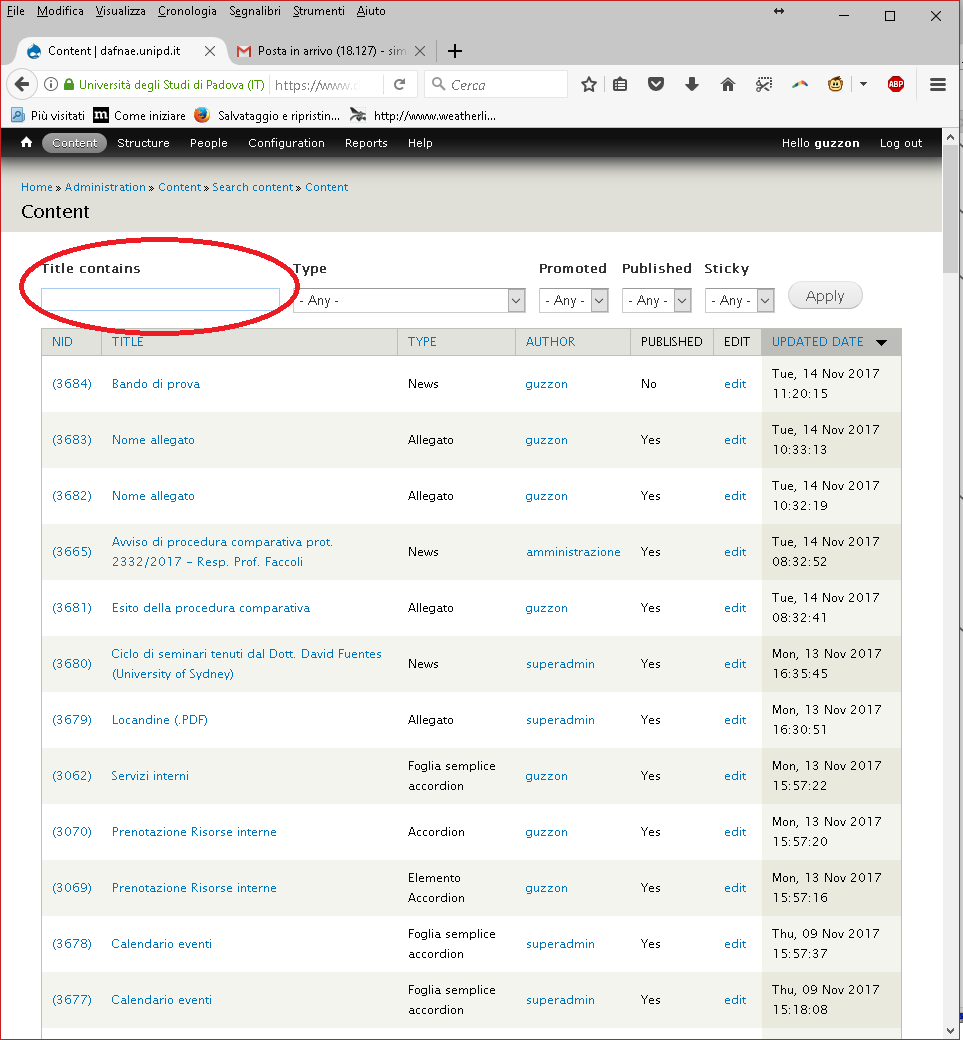 File Modifica Visualizza Cronologia Segnalibri Strumenti Aiuto
Content | dafnae.unipd.it Posta in arrivo (18.127) - sim
Università degli Studi di Padova (IT) https://www.d Cerca ABP
Più visitati m Come iniziare Salvataggio e ripristin... http://www.weatherli...
Content Structure People Configuration Reports Help Hello guzzon Log out
Home » Administration » Content » Search content » Content
Content
Title contains Type Promoted Published Sticky
- Any - - Any - - Any - - Any - Apply
NID TITLE TYPE AUTHOR PUBLISHED EDIT UPDATED DATE
(3684) Bando di prova News guzzon No edit Tue, 14 Nov 2017
11:20:15
(3683) Nome allegato Allegato guzzon Yes edit Tue, 14 Nov 2017
10:33:13
(3682) Nome allegato Allegato guzzon Yes edit Tue, 14 Nov 2017
10:32:19
(3665) Avviso di procedura comparativa prot. News amministrazione Yes edit Tue, 14 Nov 2017
2332/2017 – Resp. Prof. Faccoli 08:32:52
(3681) Esito della procedura comparativa Allegato guzzon Yes edit Tue, 14 Nov 2017
08:32:41
(3680) Ciclo di seminari tenuti dal Dott. David Fuentes News superadmin Yes edit Mon, 13 Nov 2017
(University of Sydney) 16:35:45
(3679) Locandine (.PDF) Allegato superadmin Yes edit Mon, 13 Nov 2017
16:30:51
(3062) Servizi interni Foglia semplice guzzon Yes edit Mon, 13 Nov 2017
accordion 15:57:22
(3070) Prenotazione Risorse interne Accordion guzzon Yes edit Mon, 13 Nov 2017
15:57:20
(3069) Prenotazione Risorse interne Elemento guzzon Yes edit Mon, 13 Nov 2017
Accordion 15:57:16
(3678) Calendario eventi Foglia semplice superadmin Yes edit Thu, 09 Nov 2017
accordion 15:57:37
(3677) Calendario eventi Foglia semplice superadmin Yes edit Thu, 09 Nov 2017
accordion 15:18:08